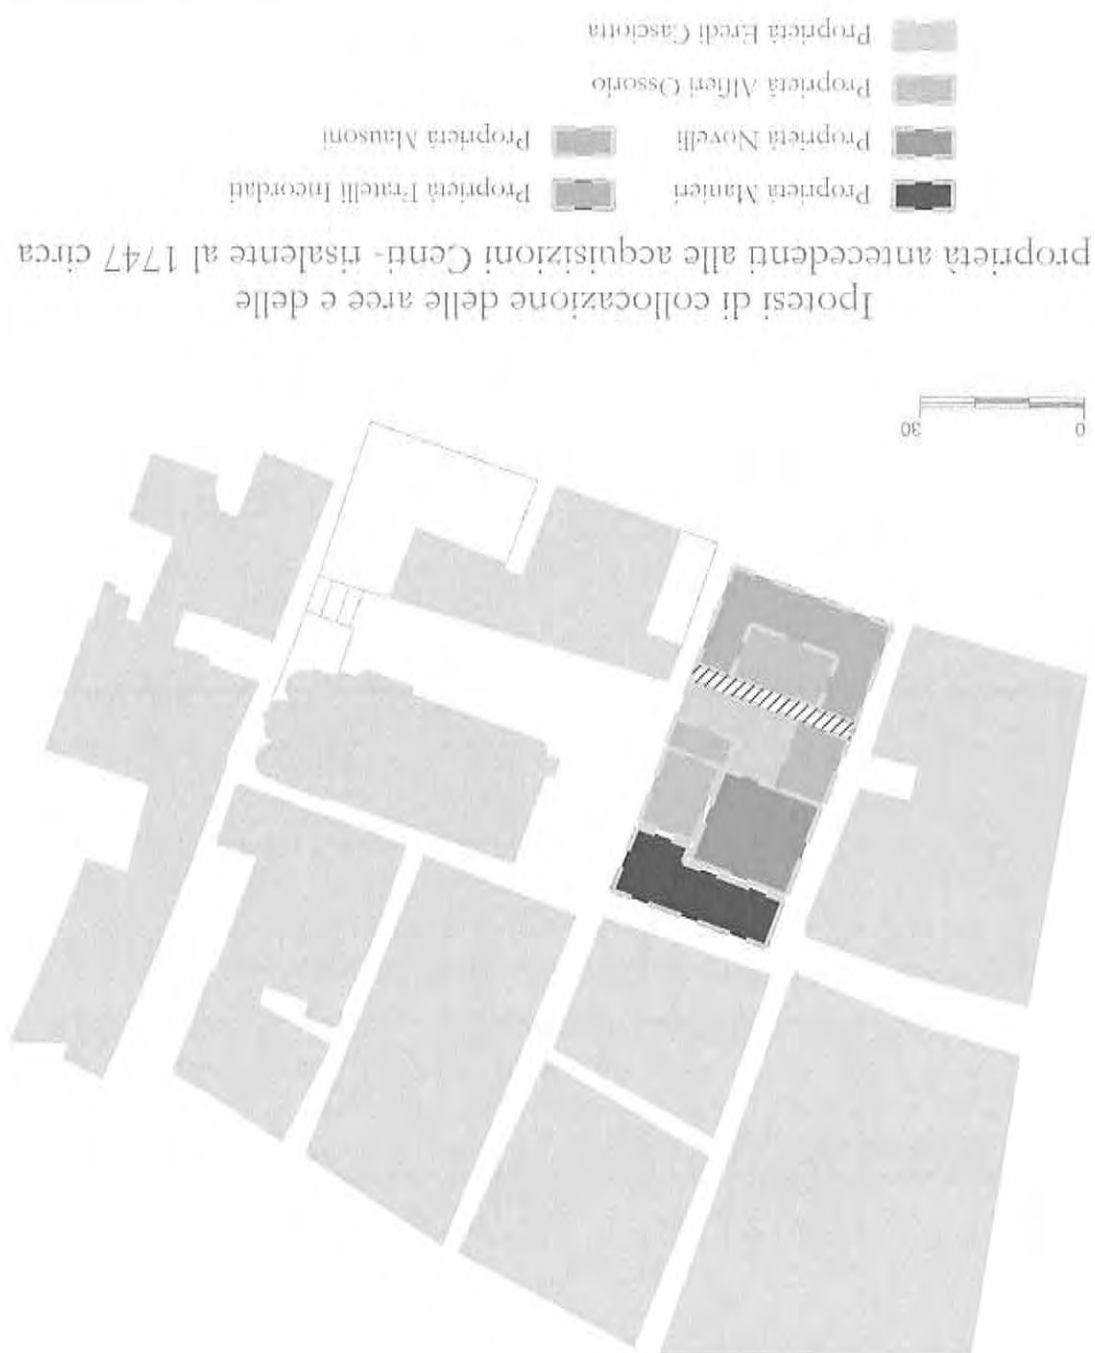 0 30
Ipotesi di collocazione delle aree e delle
proprietà antecedenti alle acquisizioni Centi- risalente al 1747 circa
Proprietà Manieri Proprietà Fratelli Incordati
Proprietà Novelli Proprietà Mausoni
Proprietà Alfieri Ossorio
Proprietà Eredi Casciotta